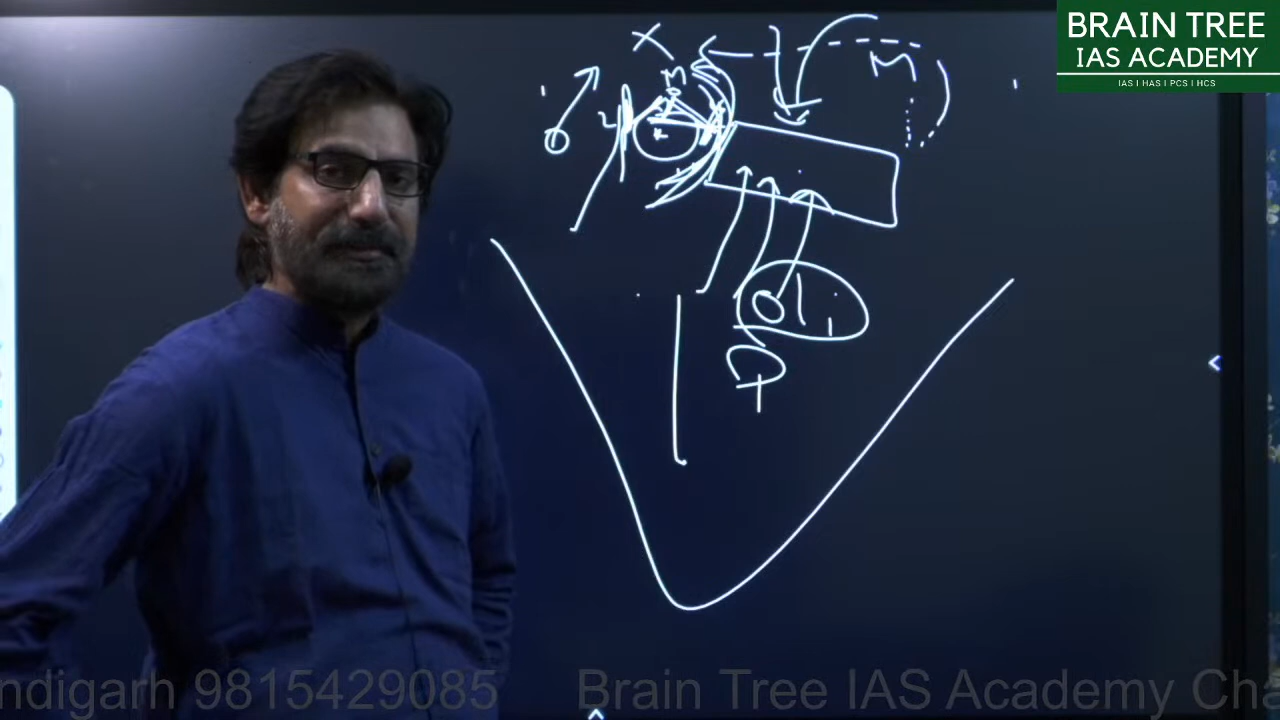 BRAIN TREE
IAS ACADEMY
IAS | HAS | PCS | HCS
X
M
M
ndigarh 9815429085 Brain Tree IAS Academy Cha